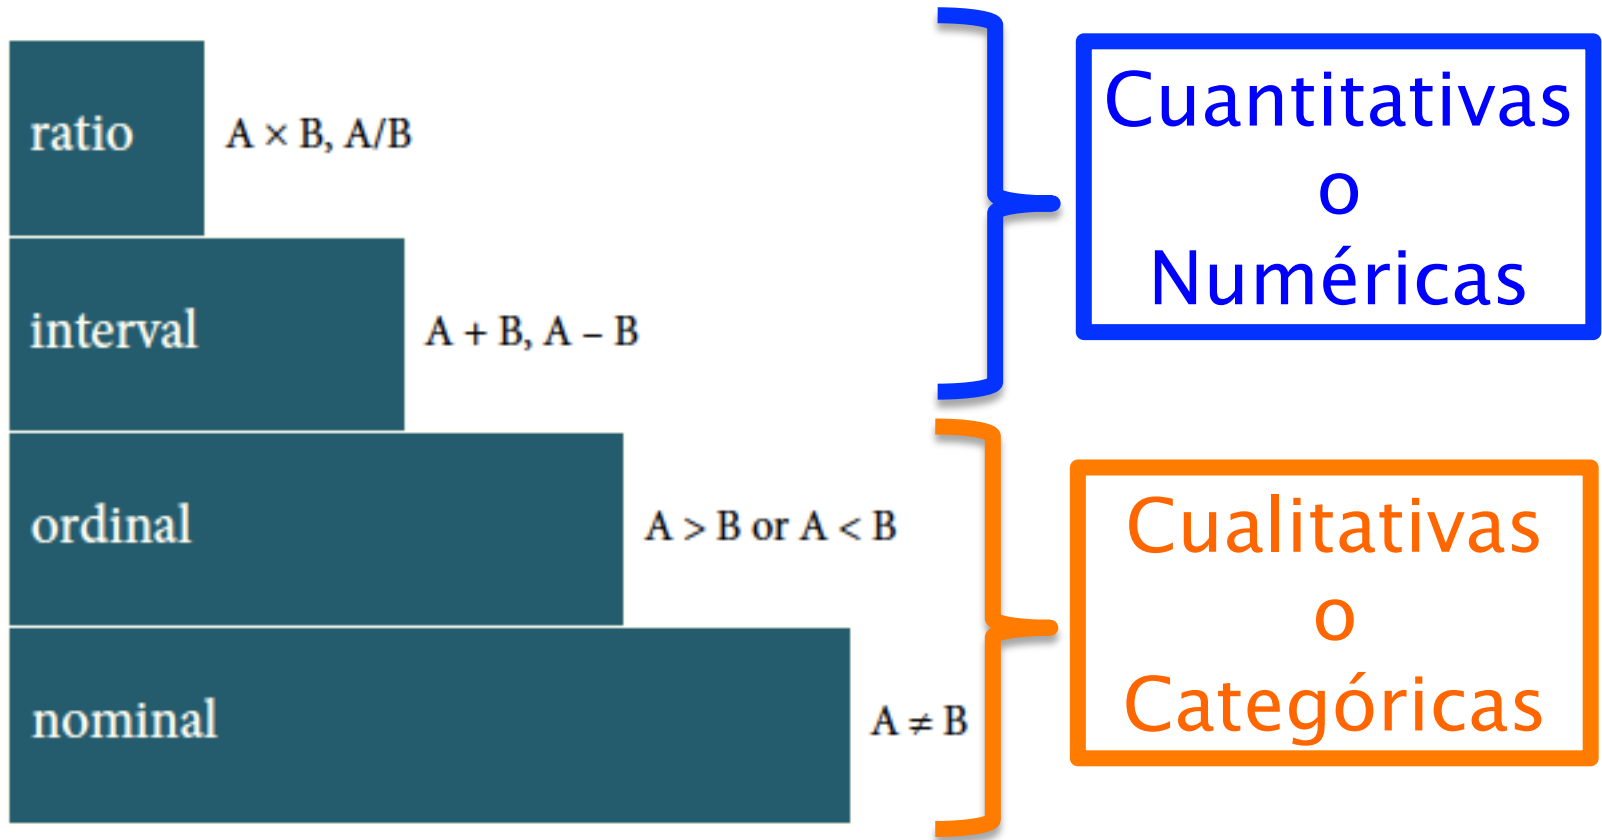 ratio
A × B, A/B
interval
A + B, A – B
ordinal
A > B or A < B
nominal
A ≠ B
Cuantitativas
o
Numéricas
Cualitativas
o
Categóricas